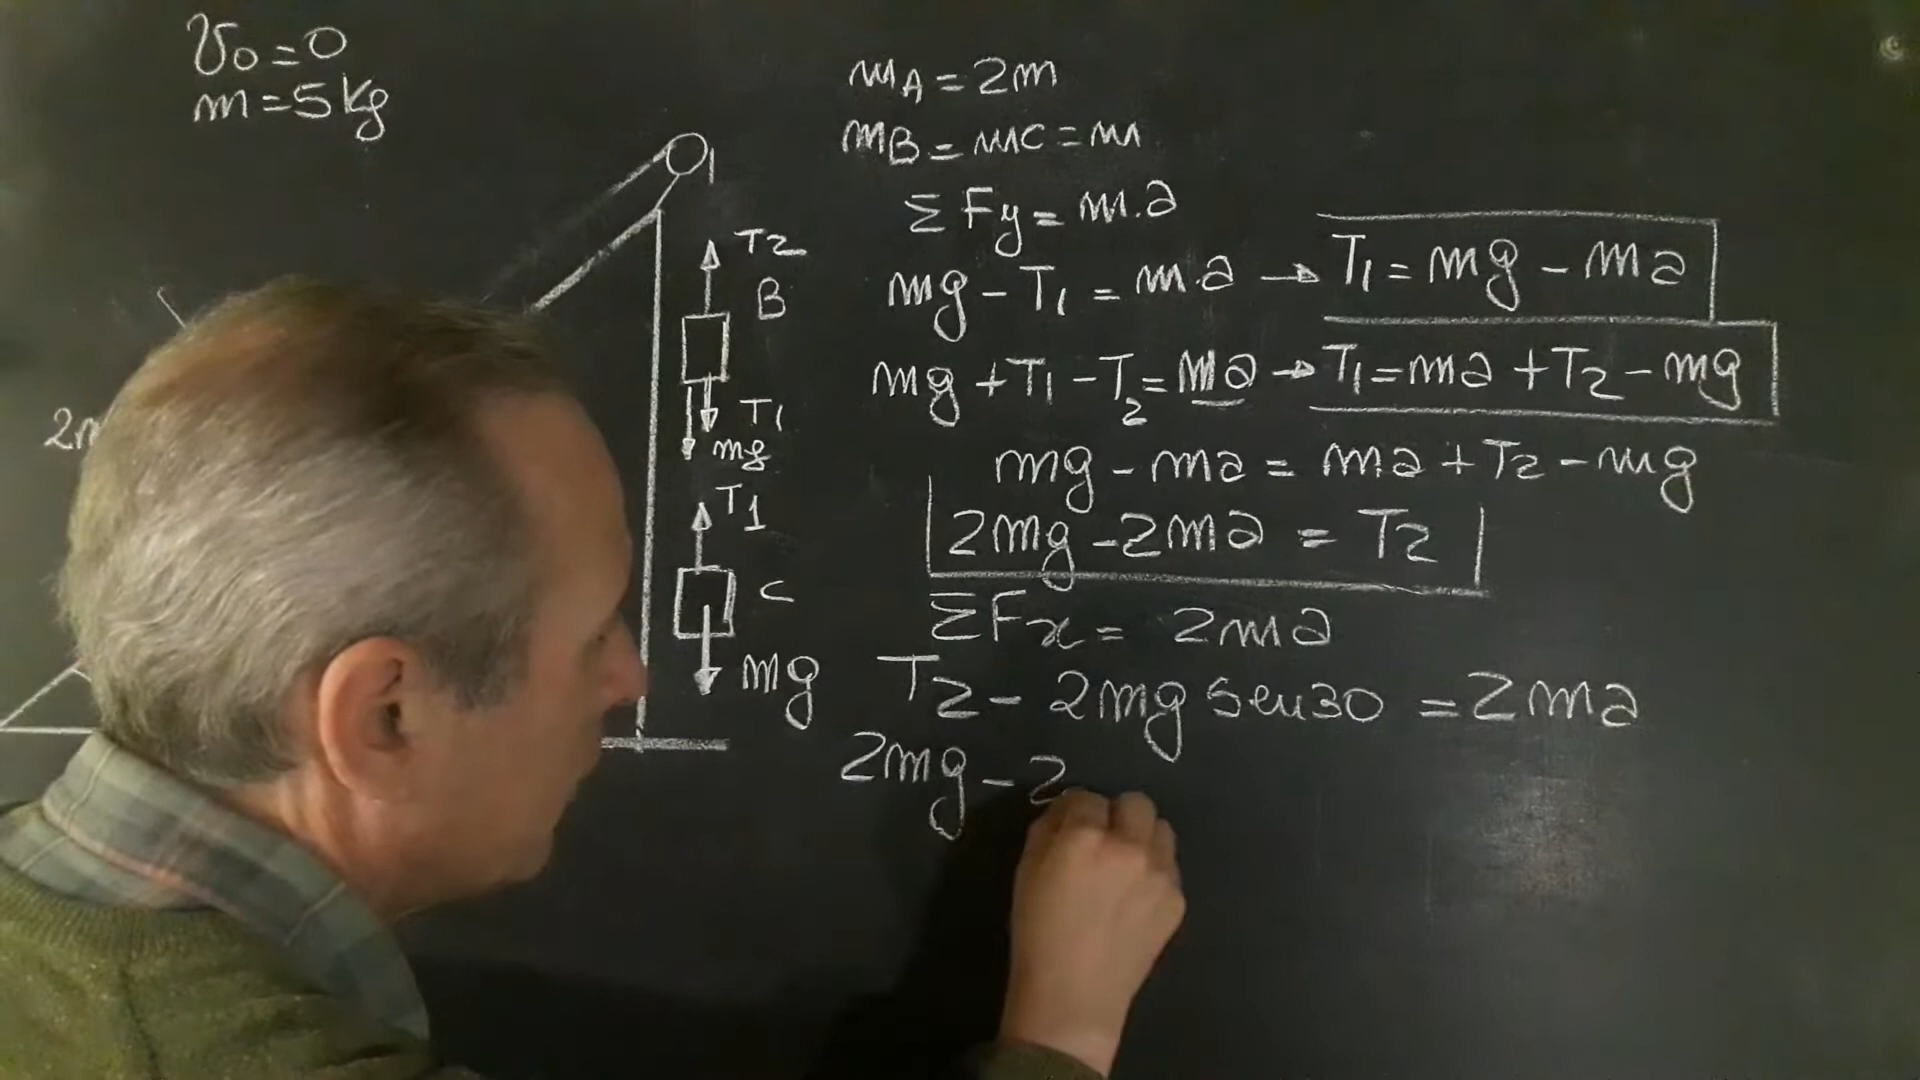 V0=0
m=5kg
mA=2m
mB=mC=m
ΣFy=m.a
mg-T1=m.a→T1=mg-ma
mg+T1-T2=ma→T1=ma+T2-mg
mg-ma=ma+T2-mg
2mg-2ma=T2
ΣFx=2ma
T2-2mg sen30=2ma
2mg-2
T2
B
T1
mg
T1
C
mg